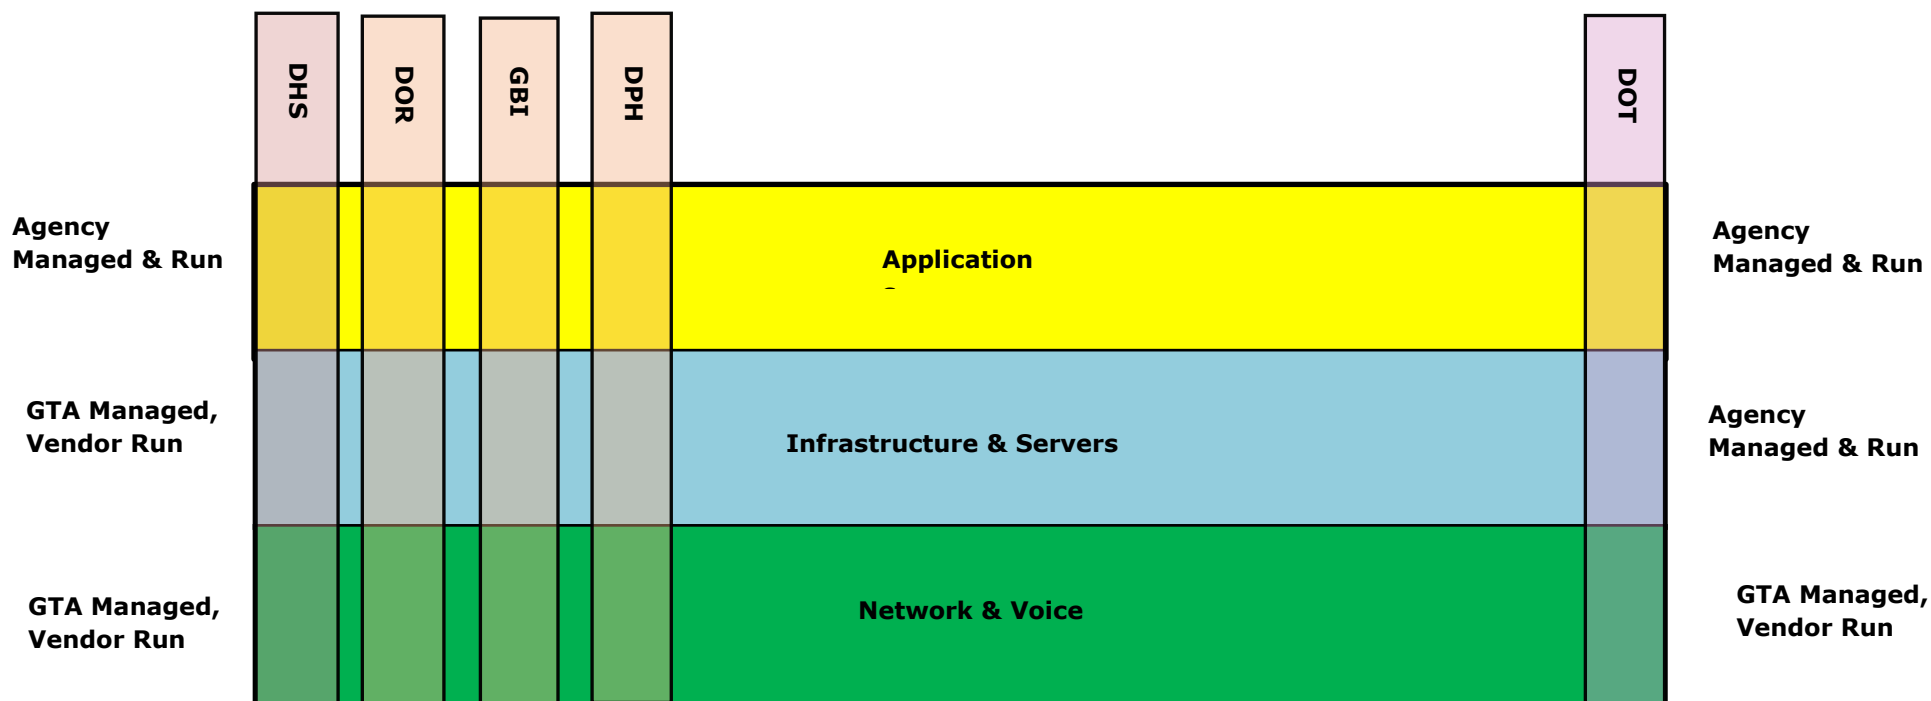 DHS
DOR
GBI
DPH
DOT
Agency
Managed & Run
Application
Agency
Managed & Run
GTA Managed,
Vendor Run
Infrastructure & Servers
Agency
Managed & Run
GTA Managed,
Vendor Run
Network & Voice
GTA Managed,
Vendor Run